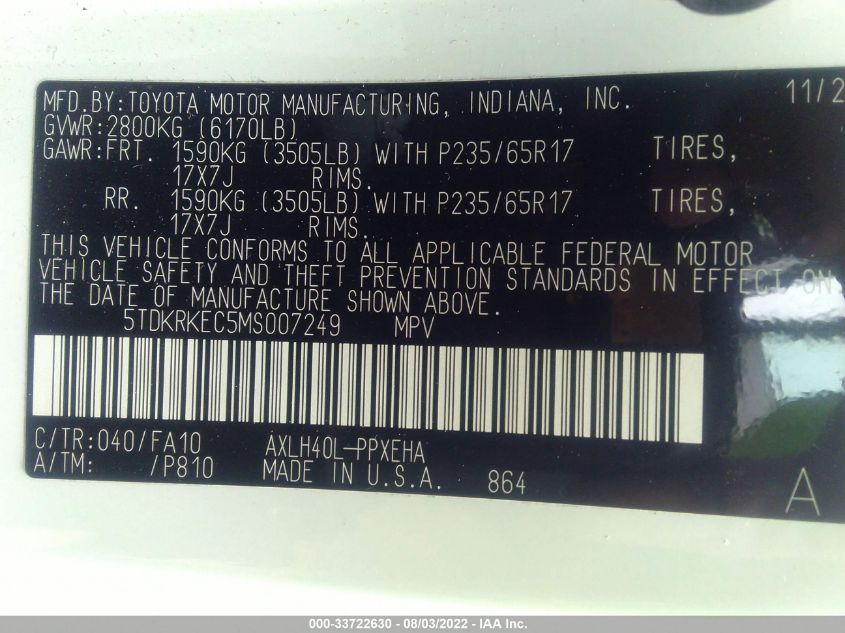 MFD.BY:TOYOTA MOTOR MANUFACTURING, INDIANA, INC. 11/2
GVWR:2800KG (6170LB)
GAWR:FRT. 1590KG (3505LB) WITH P235/65R17 TIRES,
17X7J RIMS.
RR. 1590KG (3505LB) WITH P235/65R17 TIRES,
17X7J RIMS.
THIS VEHICLE CONFORMS TO ALL APPLICABLE FEDERAL MOTOR
VEHICLE SAFETY AND THEFT PREVENTION STANDARDS IN EFFECT ON
THE DATE OF MANUFACTURE SHOWN ABOVE.
5TDKRKEC5MS007249 MPV
C/TR:040/FA10 AXLH40L-PPXEHA
A/TM: /P810 MADE IN U.S.A. 864
A
000-33722630 - 08/03/2022 - IAA Inc.